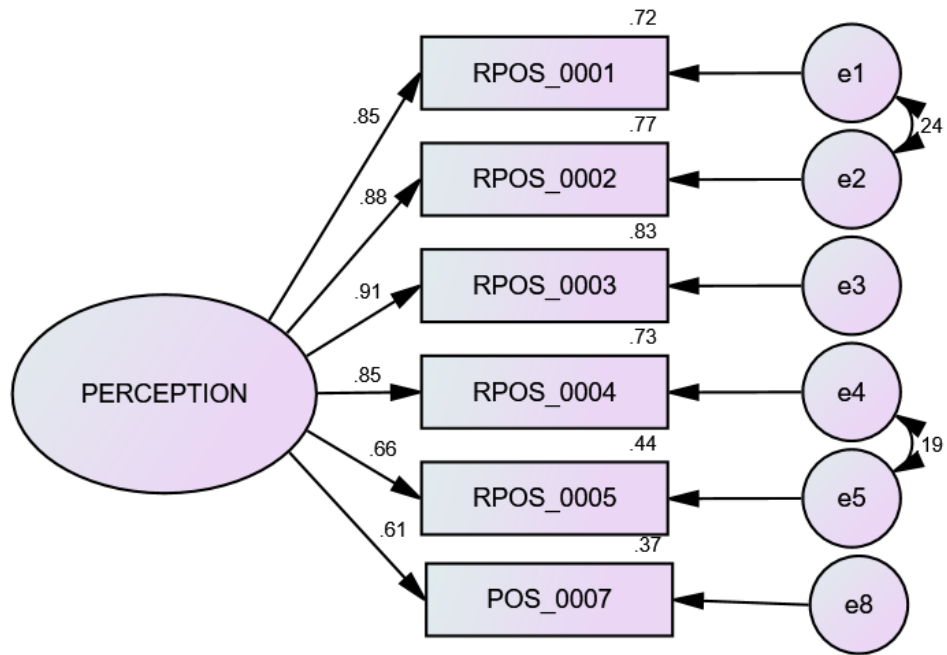 .72
RPOS_0001
e1
.85
24
.77
RPOS_0002
e2
.88
.83
RPOS_0003
e3
.91
.73
PERCEPTION
.85
RPOS_0004
e4
19
.44
.66
RPOS_0005
e5
.37
.61
POS_0007
e8